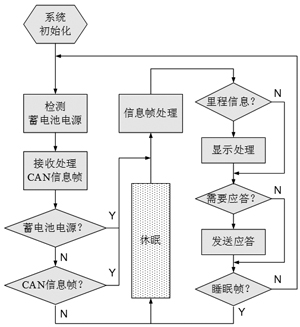 系统
初始化
检测
蓄电池电源
接收处理
CAN信息帧
蓄电池电源?
Y
N
CAN信息帧?
Y
N
信息帧处理
休眠
里程信息?
N
Y
显示处理
需要应答?
N
Y
发送应答
睡眠帧?
N
Y